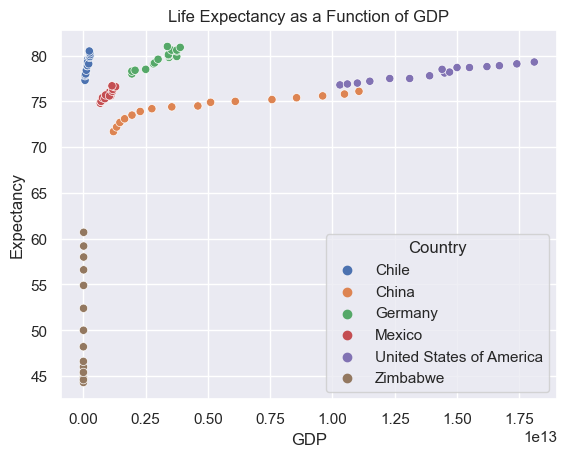 Life Expectancy as a Function of GDP
Expectancy
80
75
70
65
60
55
50
45
Country
Chile
China
Germany
Mexico
United States of America
Zimbabwe
0.00 0.25 0.50 0.75 1.00 1.25 1.50 1.75
1e13
GDP